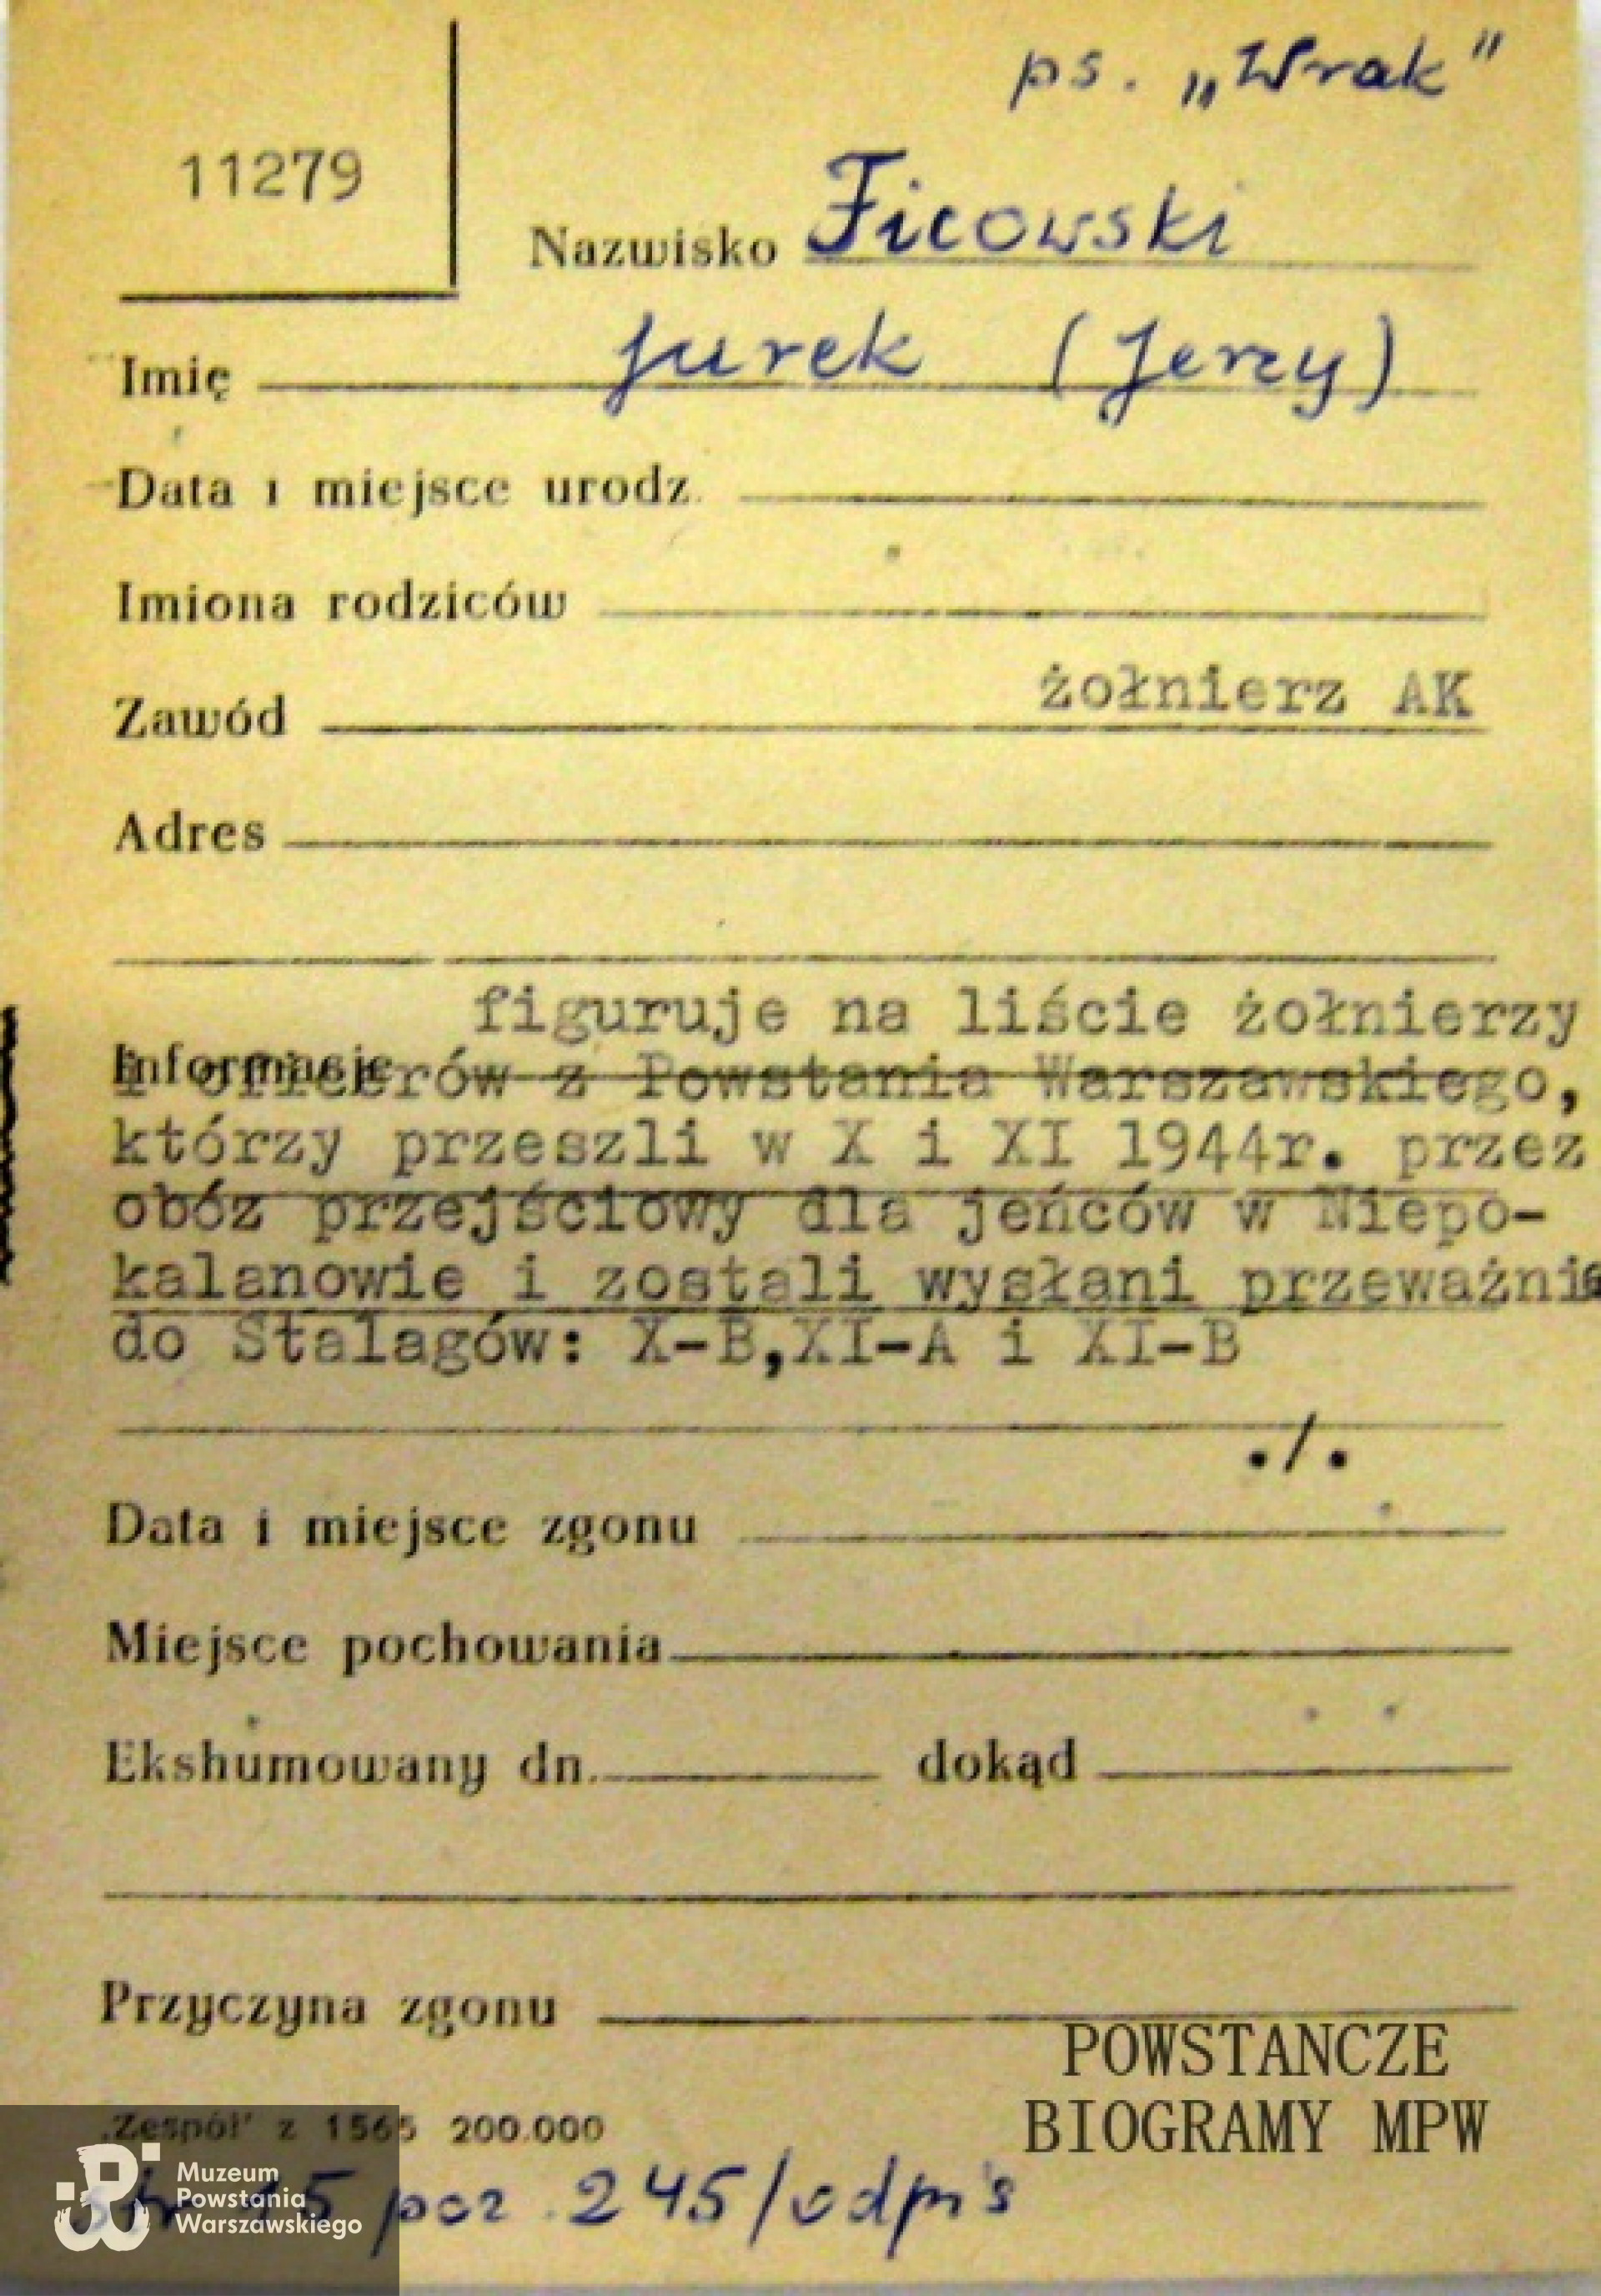 ps. „Wrak"
11279
Nazwisko Ficowski
Imię Jurek (Jerzy)
Data i miejsce urodz.
Imiona rodziców
Zawód żołnierz AK
Adres
figuruje na liście żołnierzy
Informacje
i oficerów z Powstania Warszawskiego,
którzy przeszli w X i XI 1944r. przez
obóz przejściowy dla jeńców w Niepo-
kalanowie i zostali wysłani przeważnie
do Stalagów: X-B,XI-A i XI-B
./.
Data i miejsce zgonu
Miejsce pochowania
Ekshumowany dn. dokąd
Przyczyna zgonu
POWSTANCZE
BIOGRAMY MPW
„Zespół" z 1565 200.000
str 15 poz. 245/odpis
Muzeum
Powstania
Warszawskiego